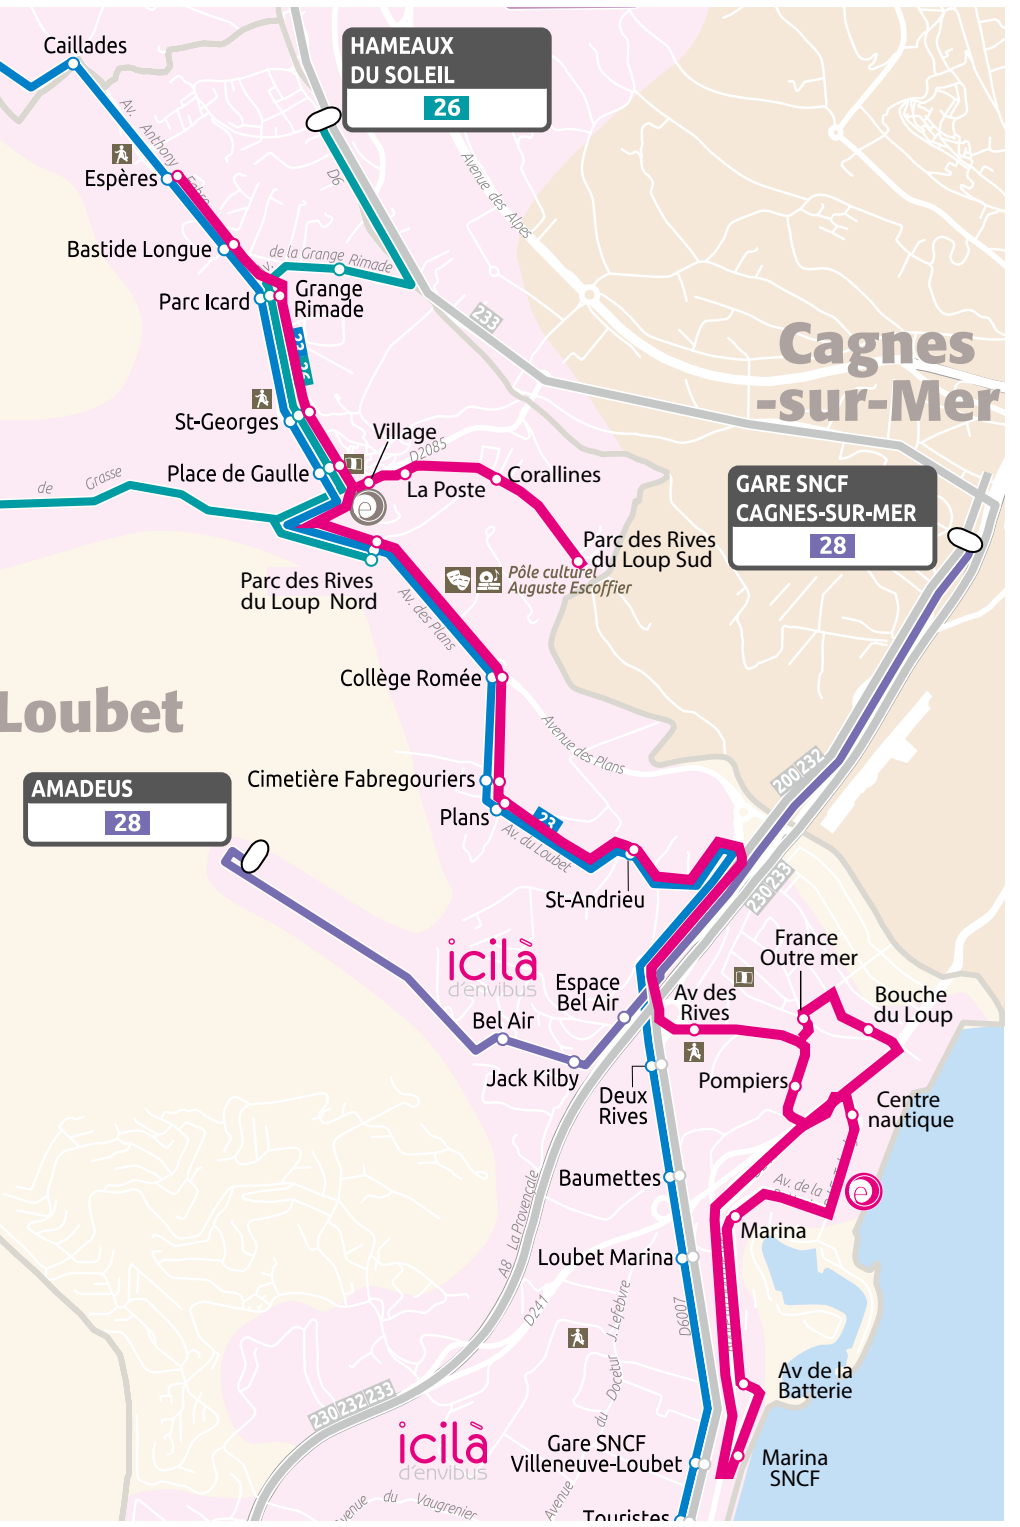 Caillades
HAMEAUX
DU SOLEIL
26
Av. Anthony Fabre
Espères
D6
Avenue des Alpes
Bastide Longue
de la Grange Rimade
Av.
Parc Icard
Grange
Rimade
233
Cagnes
-sur-Mer
St-Georges
Village
D2085
Place de Gaulle
La Poste
Corallines
de Grasse
e
GARE SNCF
CAGNES-SUR-MER
28
Parc des Rives
du Loup Sud
Pôle culturel
Auguste Escoffier
Parc des Rives
du Loup Nord
Av. des Plans
Collège Romée
Loubet
Avenue des Plans
Cimetière Fabregouriers
200 232
AMADEUS
28
Plans
23
Av. du Loubet
St-Andrieu
230 233
icilà
d'envibus
France
Outre mer
Espace
Bel Air
Av des
Rives
Bouche
du Loup
Bel Air
Jack Kilby
Pompiers
Deux
Rives
Centre
nautique
Baumettes
Av. de la
e
Marina
A8 La Provençale
Loubet Marina
D241
D6007
Avenue du Docteur J. Lefebvre
Av de la
Batterie
230 232 233
icilà
d'envibus
Gare SNCF
Villeneuve-Loubet
Marina
SNCF
Avenue du Vaugrenier
Touristes